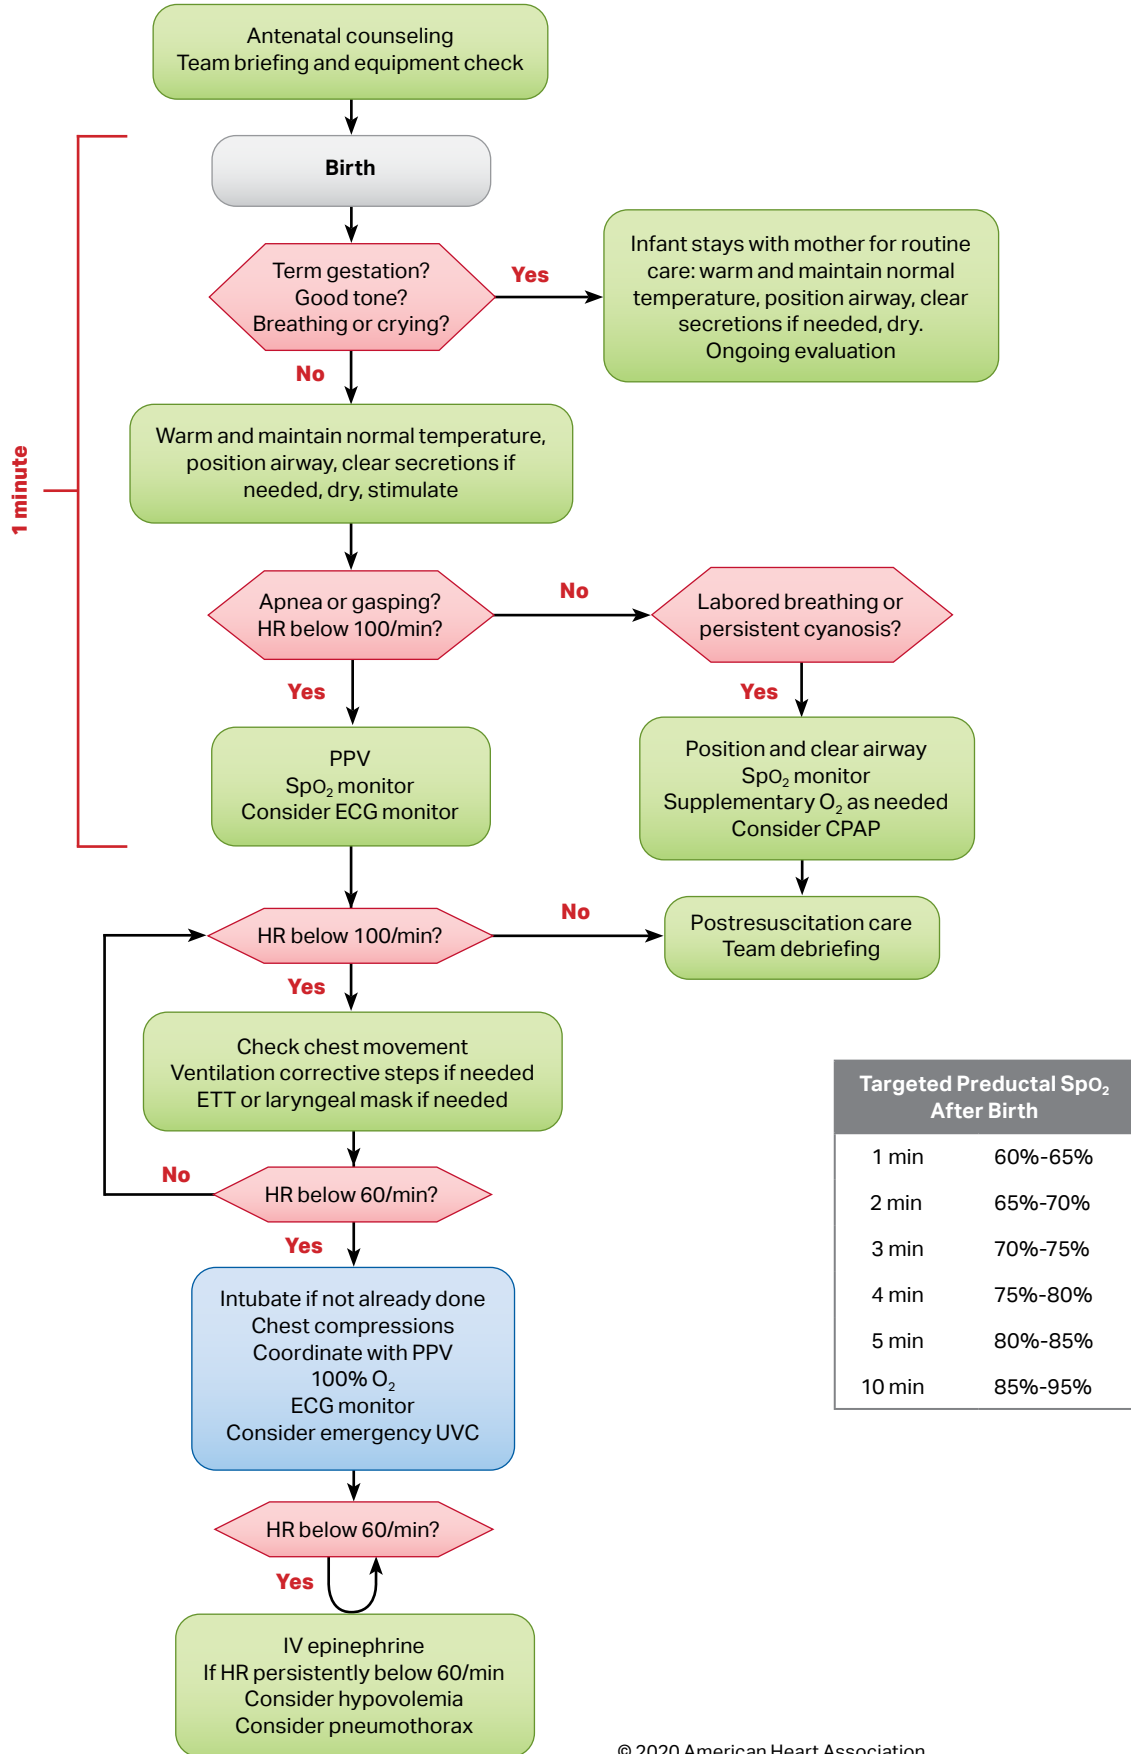 Antenatal counseling
Team briefing and equipment check
Birth
Term gestation?
Good tone?
Breathing or crying?
Yes
Infant stays with mother for routine
care: warm and maintain normal
temperature, position airway, clear
secretions if needed, dry.
Ongoing evaluation
No
Warm and maintain normal temperature,
position airway, clear secretions if
needed, dry, stimulate
1 minute
Apnea or gasping?
HR below 100/min?
No
Labored breathing or
persistent cyanosis?
Yes
Yes
PPV
SpO₂ monitor
Consider ECG monitor
Position and clear airway
SpO₂ monitor
Supplementary O₂ as needed
Consider CPAP
HR below 100/min?
No
Postresuscitation care
Team debriefing
Yes
Check chest movement
Ventilation corrective steps if needed
ETT or laryngeal mask if needed
No
HR below 60/min?
Yes
Intubate if not already done
Chest compressions
Coordinate with PPV
100% O₂
ECG monitor
Consider emergency UVC
HR below 60/min?
Yes
IV epinephrine
If HR persistently below 60/min
Consider hypovolemia
Consider pneumothorax
Targeted Preductal SpO₂
After Birth
1 min 60%-65%
2 min 65%-70%
3 min 70%-75%
4 min 75%-80%
5 min 80%-85%
10 min 85%-95%
© 2020 American Heart Association